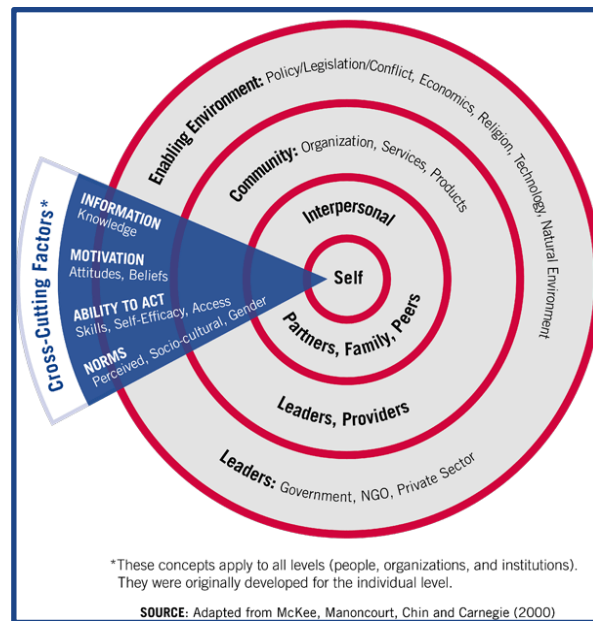 Enabling Environment: Policy/Legislation/Conflict, Economics, Religion, Technology, Natural Environment
Community: Organization, Services, Products
Interpersonal
Self
Partners, Family, Peers
Leaders, Providers
Leaders: Government, NGO, Private Sector
Cross-Cutting Factors*
INFORMATION
Knowledge
MOTIVATION
Attitudes, Beliefs
ABILITY TO ACT
Skills, Self-Efficacy, Access
NORMS
Perceived, Socio-cultural, Gender
*These concepts apply to all levels (people, organizations, and institutions).
They were originally developed for the individual level.
SOURCE: Adapted from McKee, Manoncourt, Chin and Carnegie (2000)